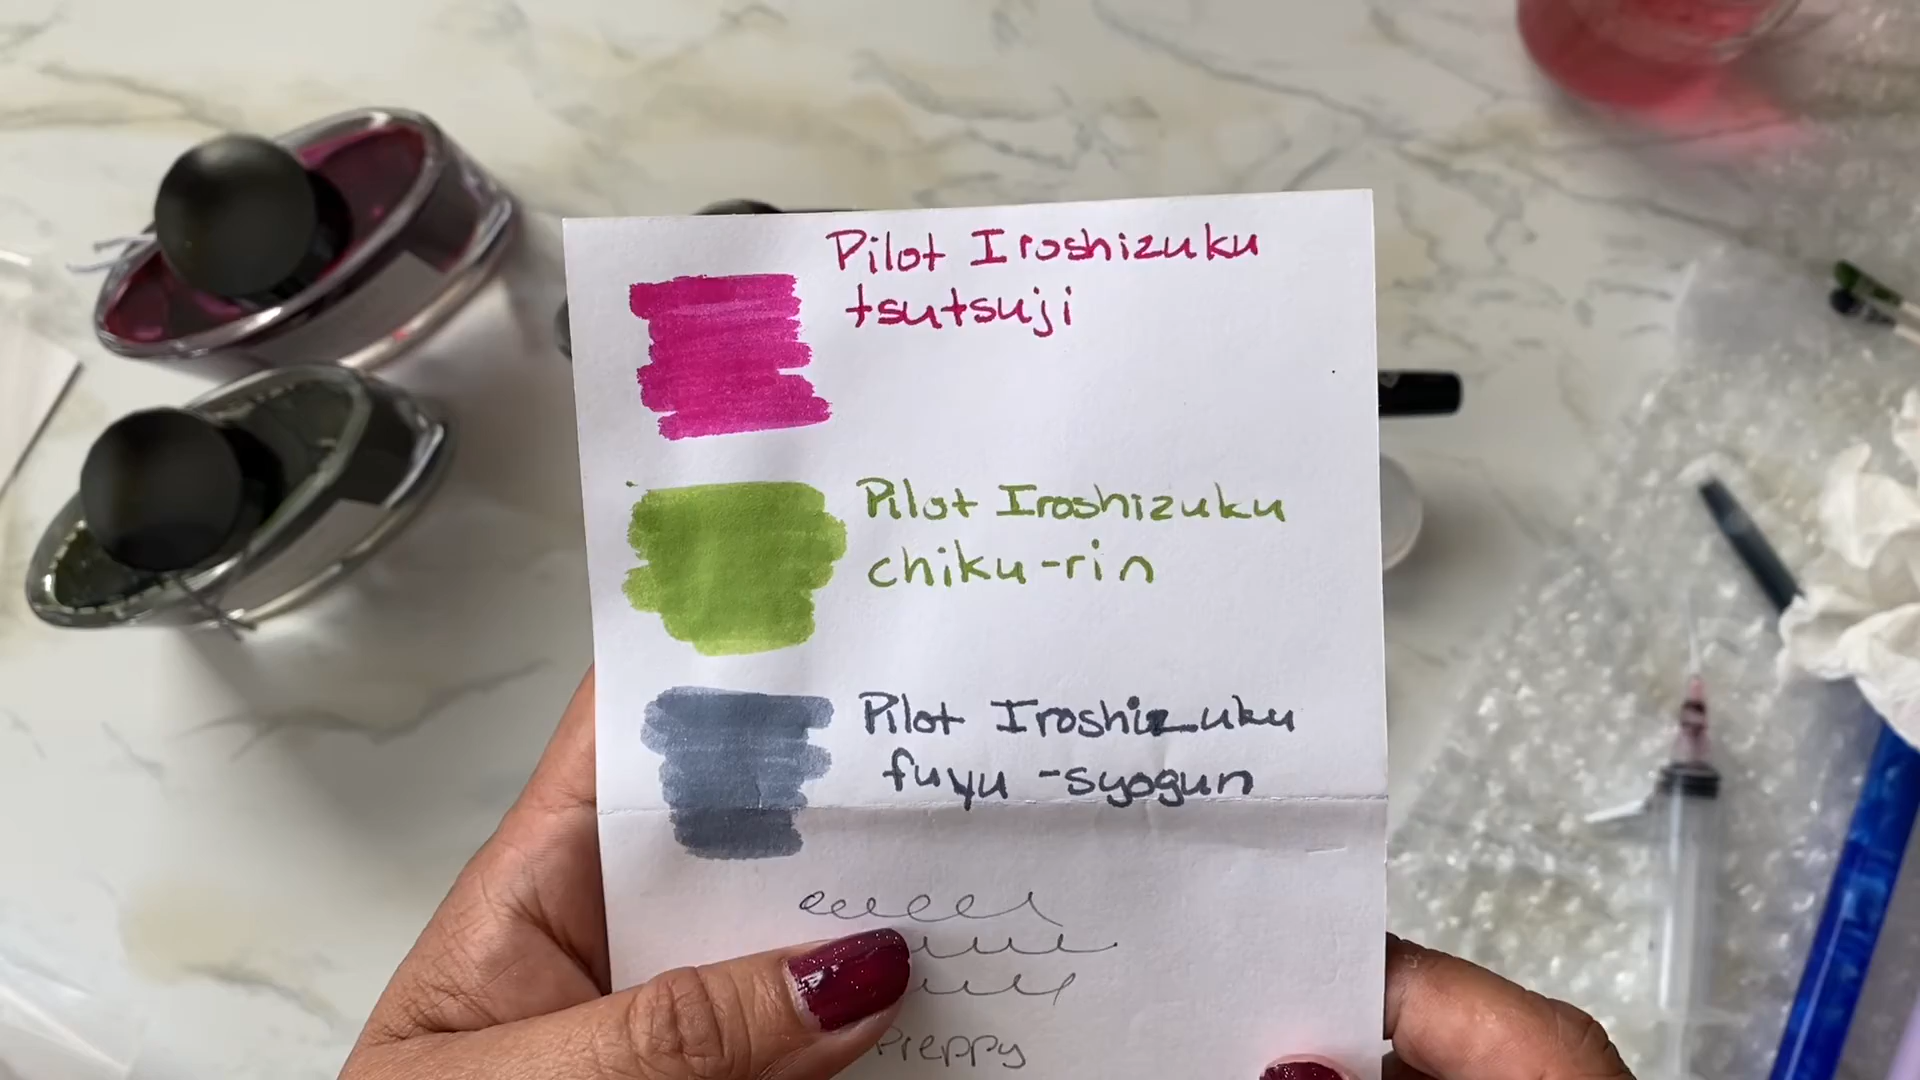 Pilot Iroshizuku
tsutsuji
Pilot Iroshizuku
chiku-rin
Pilot Iroshizuku
fuyu-syogun
Preppy